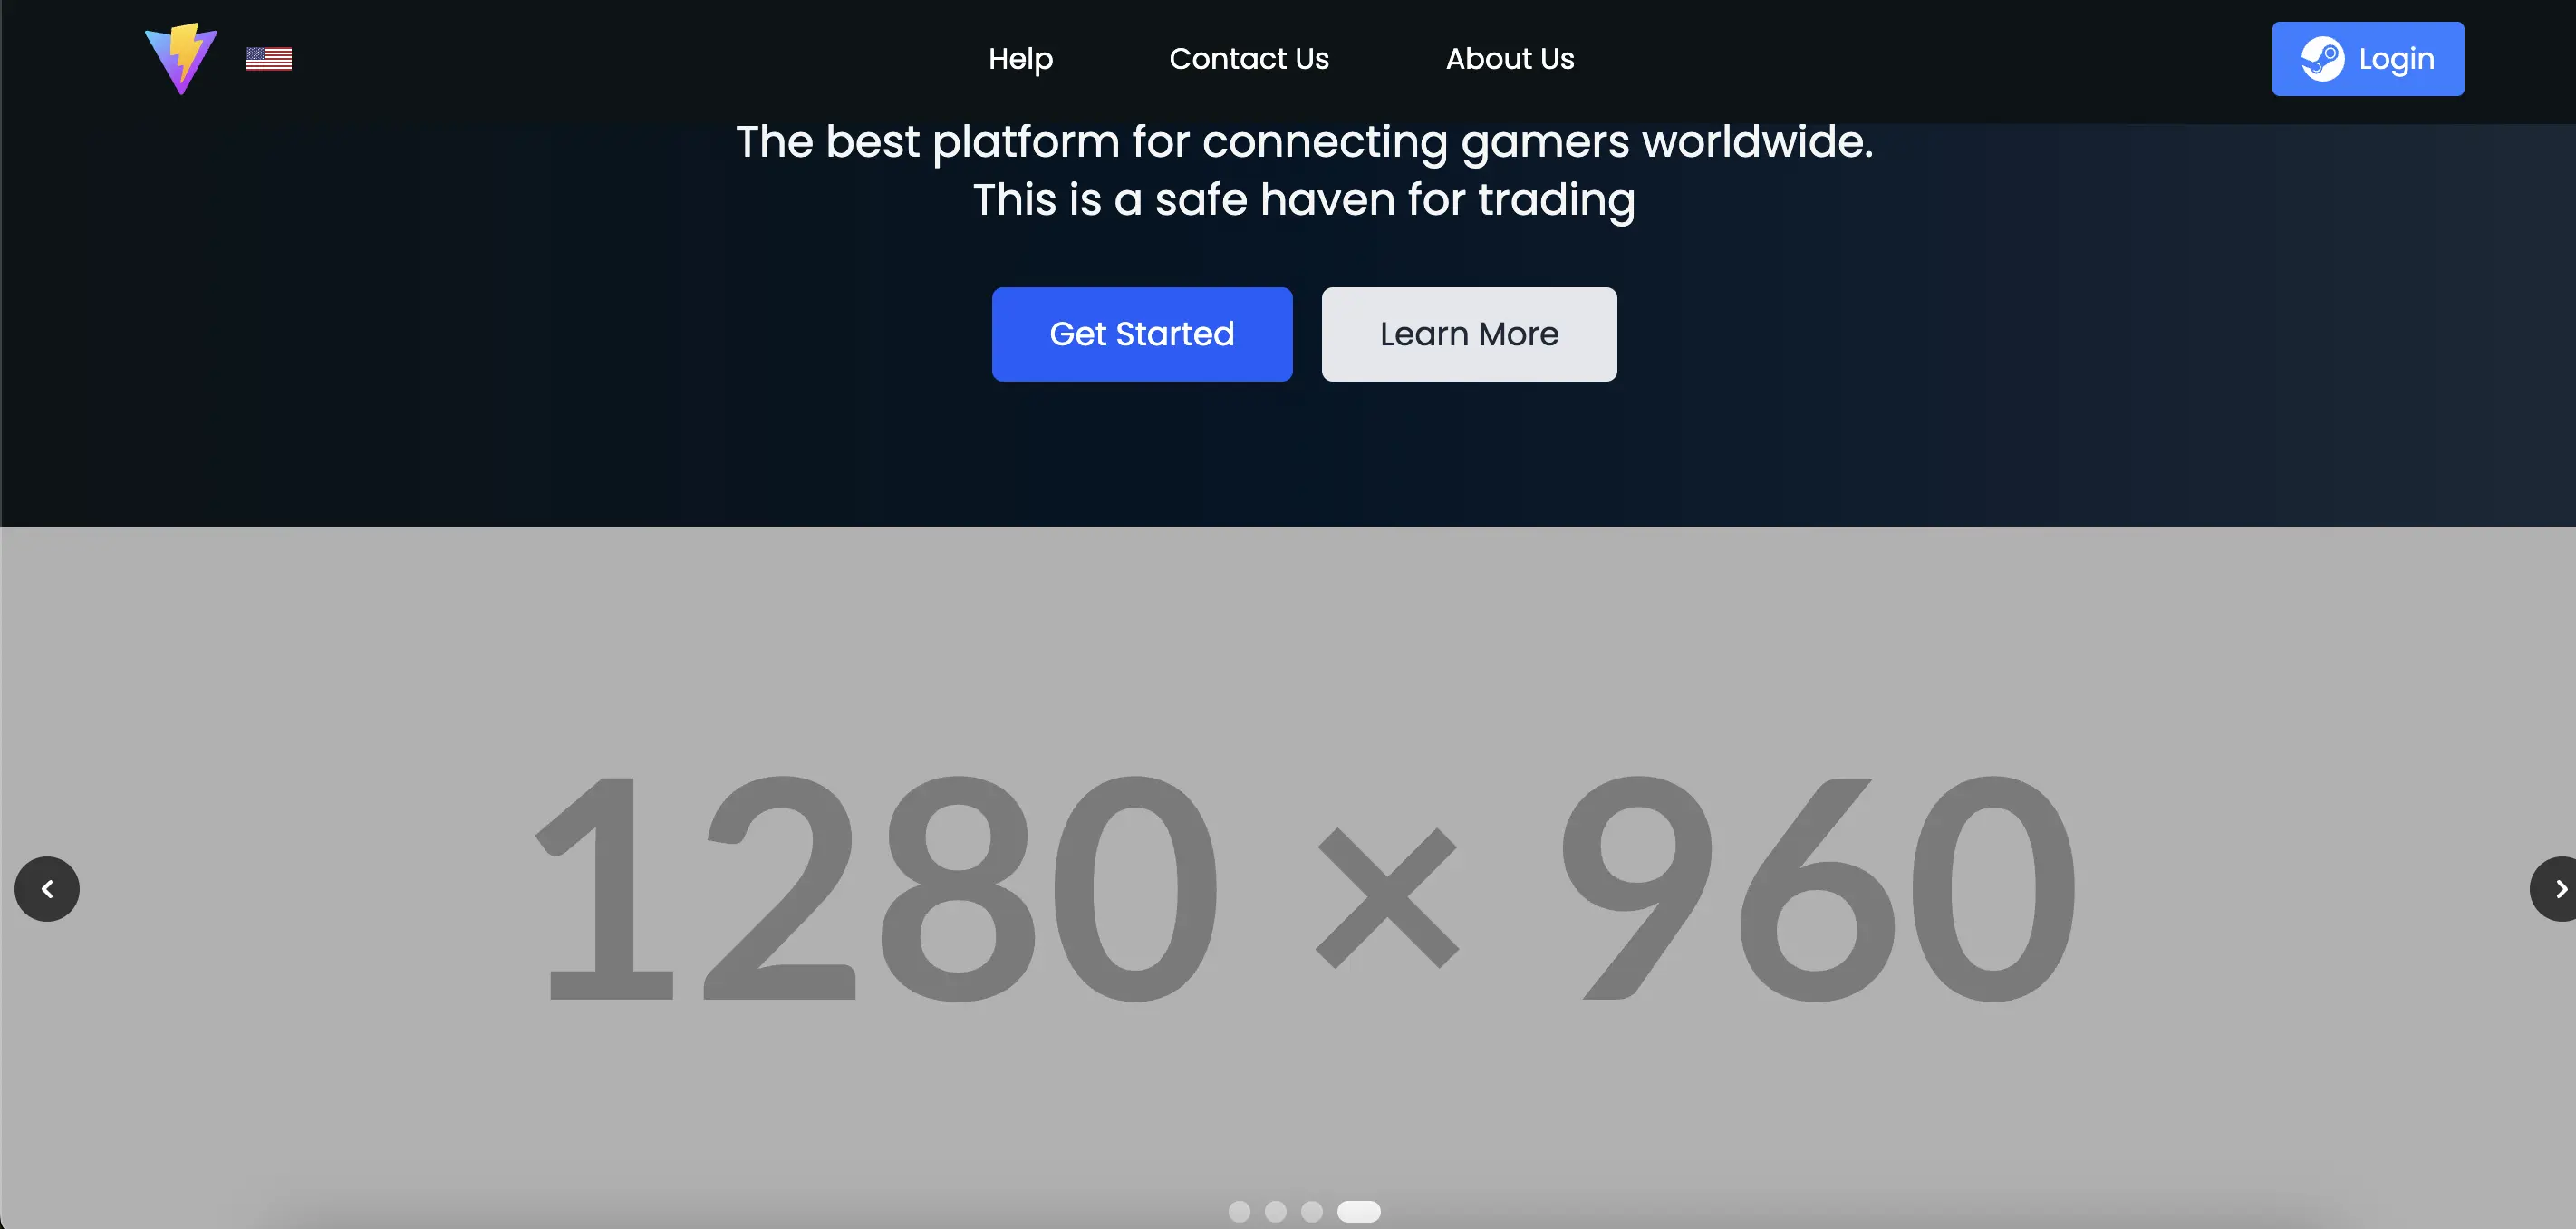 Help
Contact Us
About Us
Login
The best platform for connecting gamers worldwide.
This is a safe haven for trading
Get Started
Learn More
1280 × 960